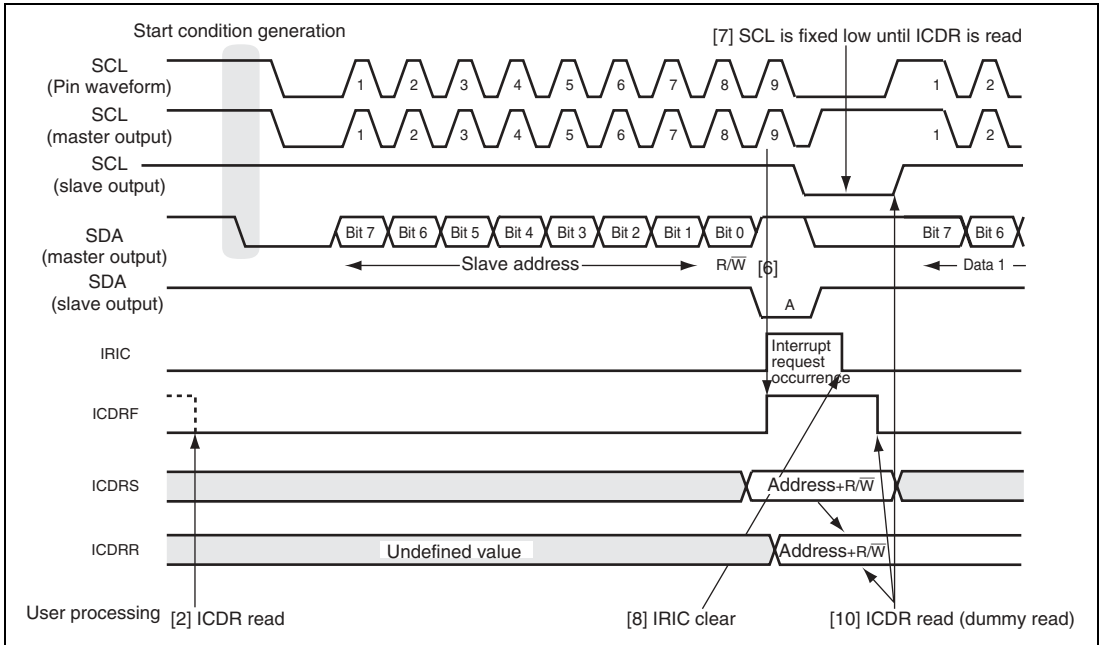 Start condition generation
[7] SCL is fixed low until ICDR is read
SCL
(Pin waveform)
1 2 3 4 5 6 7 8 9 1 2
SCL
(master output)
1 2 3 4 5 6 7 8 9 1 2
SCL
(slave output)
SDA
(master output)
Bit 7 Bit 6 Bit 5 Bit 4 Bit 3 Bit 2 Bit 1 Bit 0 Bit 7 Bit 6
Slave address R/W̅ [6] Data 1
SDA
(slave output)
A
IRIC
Interrupt
request
occurrence
ICDRF
ICDRS
Address+R/W̅
ICDRR
Undefined value
Address+R/W̅
User processing [2] ICDR read [8] IRIC clear [10] ICDR read (dummy read)